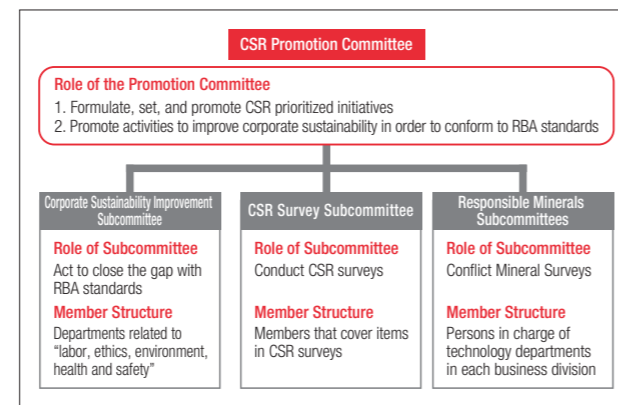 CSR Promotion Committee
Role of the Promotion Committee
1. Formulate, set, and promote CSR prioritized initiatives
2. Promote activities to improve corporate sustainability in order to conform to RBA standards
Corporate Sustainability Improvement
Subcommittee
Role of Subcommittee
Act to close the gap with
RBA standards
Member Structure
Departments related to
“labor, ethics, environment,
health and safety”
CSR Survey Subcommittee
Role of Subcommittee
Conduct CSR surveys
Member Structure
Members that cover items
in CSR surveys
Responsible Minerals
Subcommittees
Role of Subcommittee
Conflict Mineral Surveys
Member Structure
Persons in charge of
technology departments
in each business division